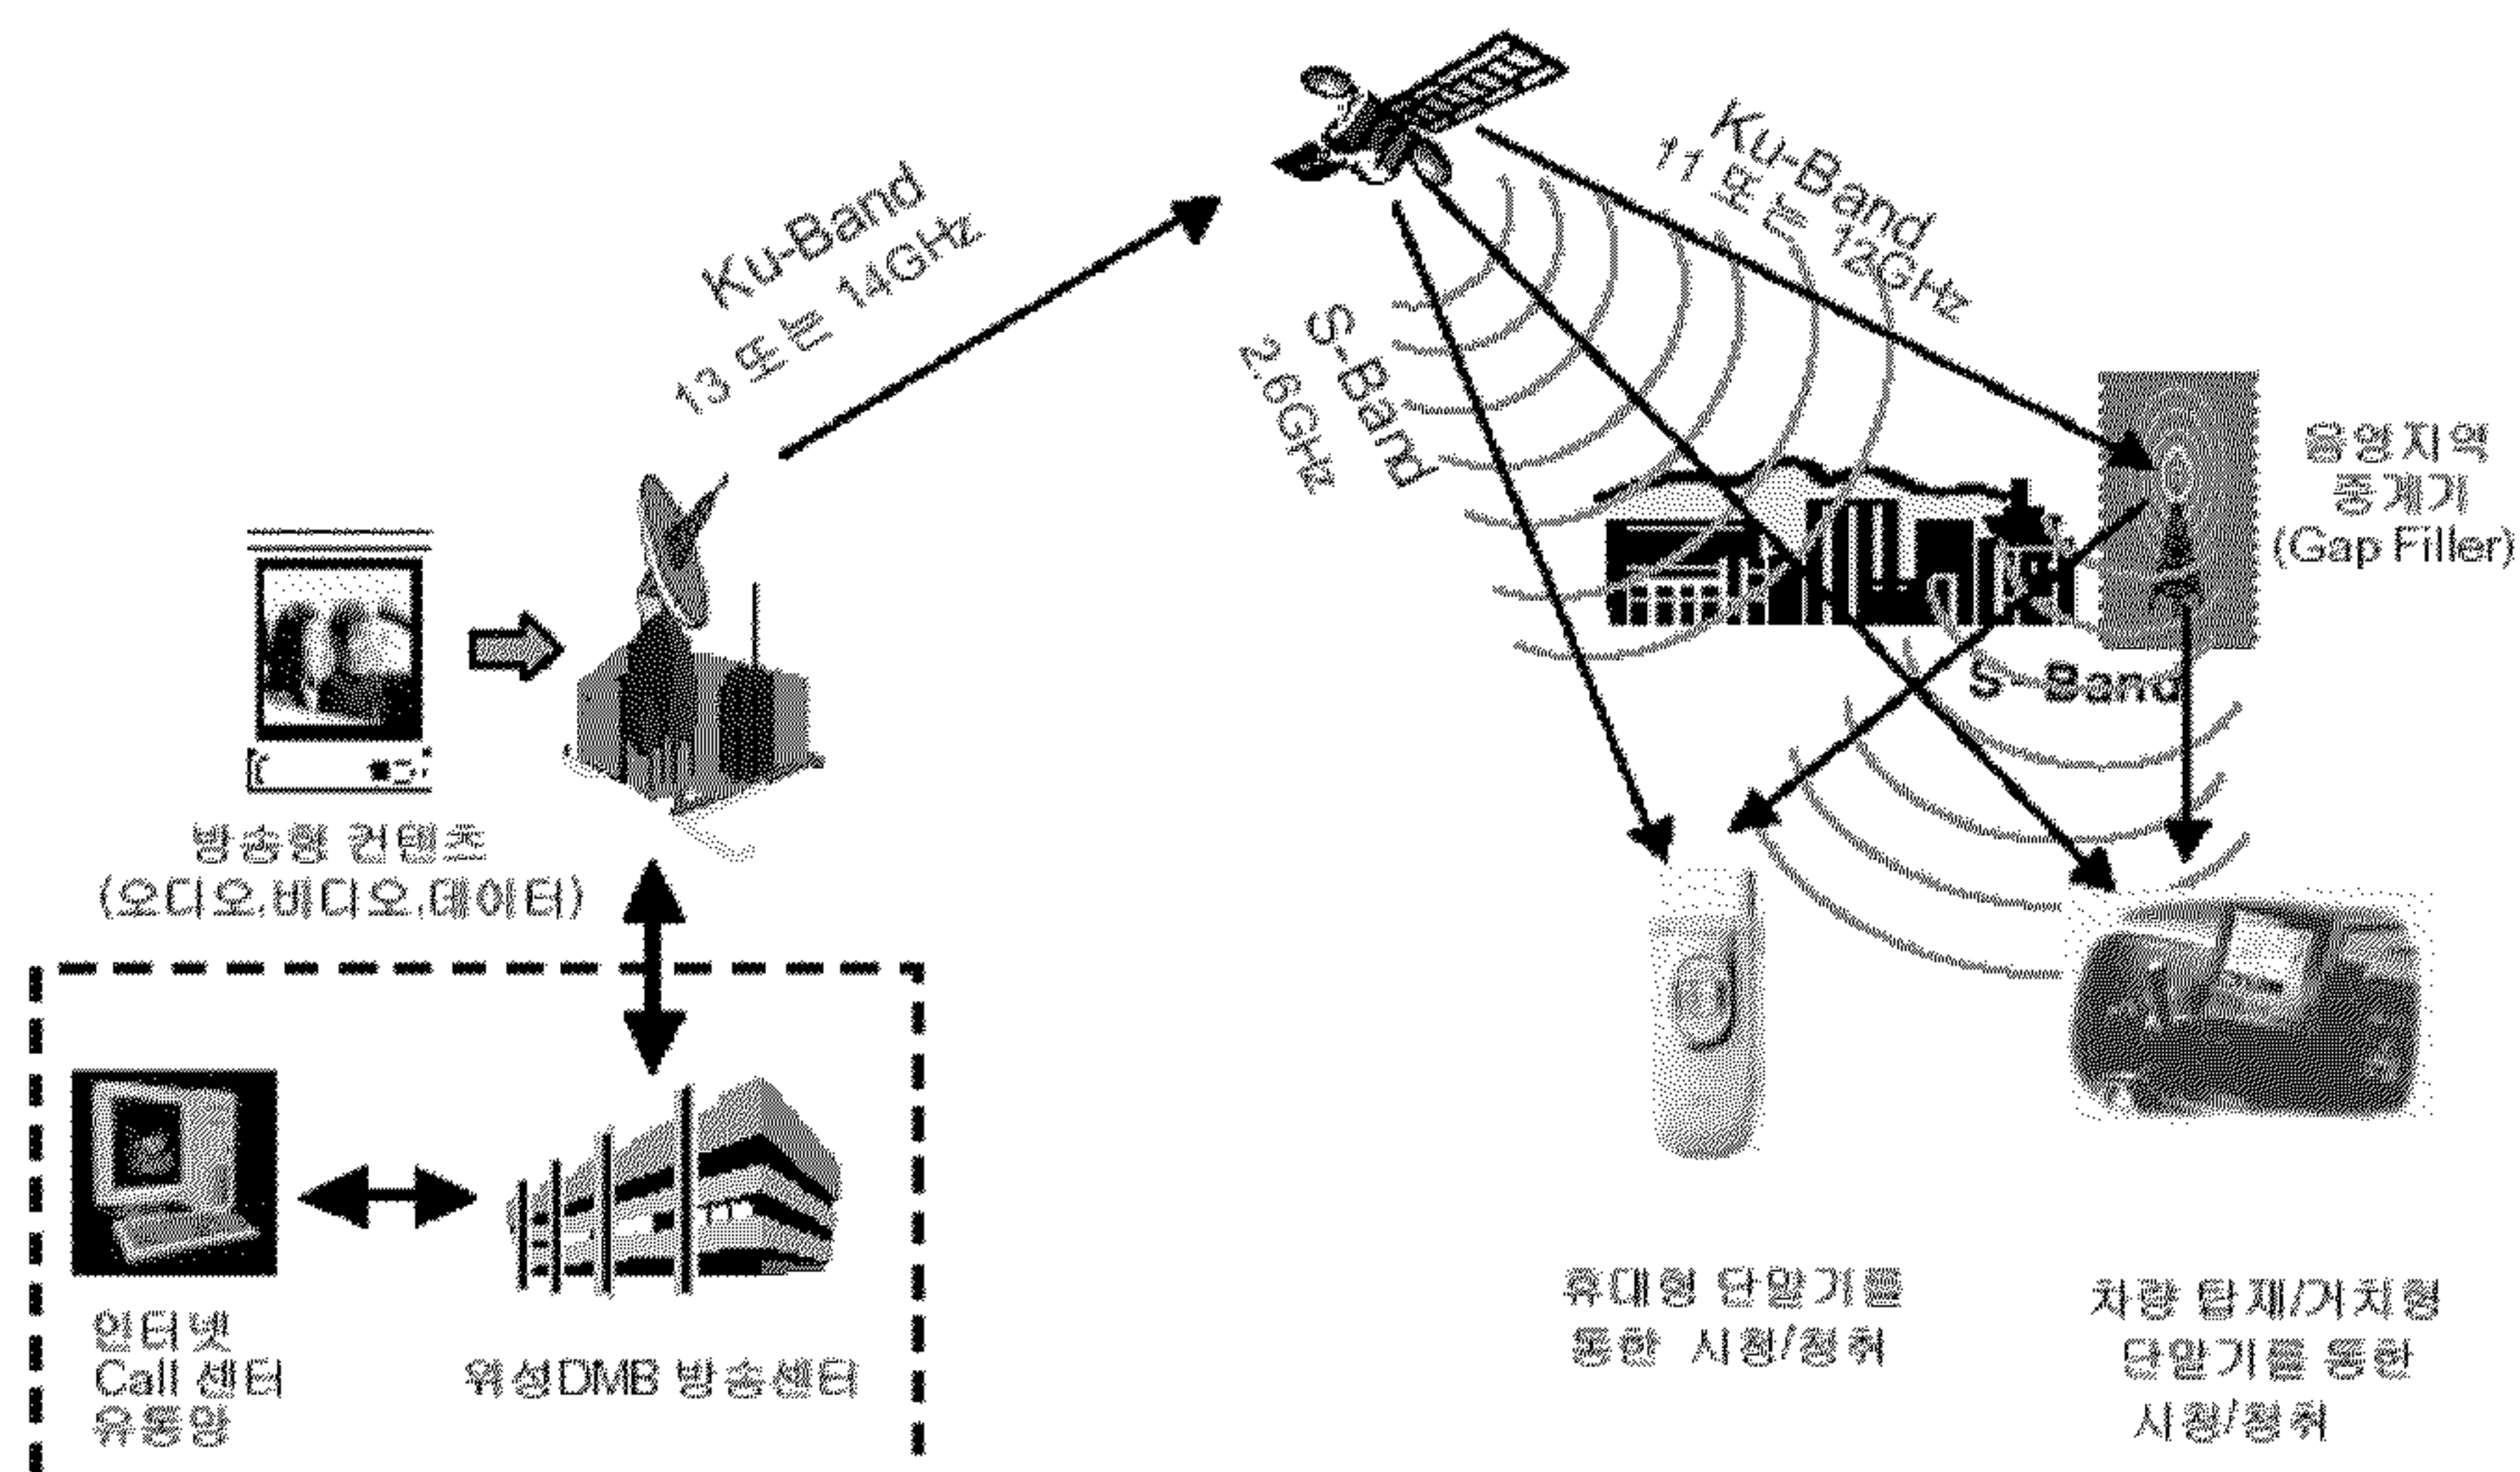 Ku-Band
13 또는 14GHz
Ku-Band
11 또는 12GHz
S-Band
2.6GHz
음영지역
중계기
(Gap Filler)
S-Band
방송형 컨텐츠
(오디오,비디오,데이터)
인터넷
Call 센터
유통망
위성DMB 방송센터
휴대형 단말기를
통한 시청/청취
차량 탑재/거치형
단말기를 통한
시청/청취